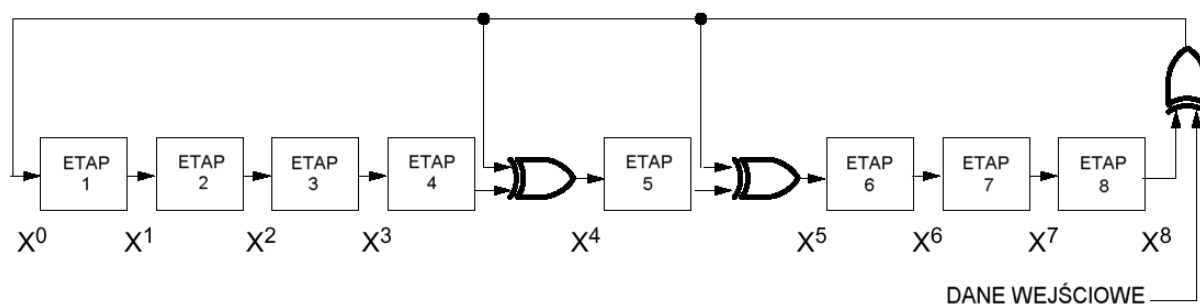 ETAP
1
ETAP
2
ETAP
3
ETAP
4
ETAP
5
ETAP
6
ETAP
7
ETAP
8
X⁰ X¹ X² X³ X⁴ X⁵ X⁶ X⁷ X⁸
DANE WEJŚCIOWE